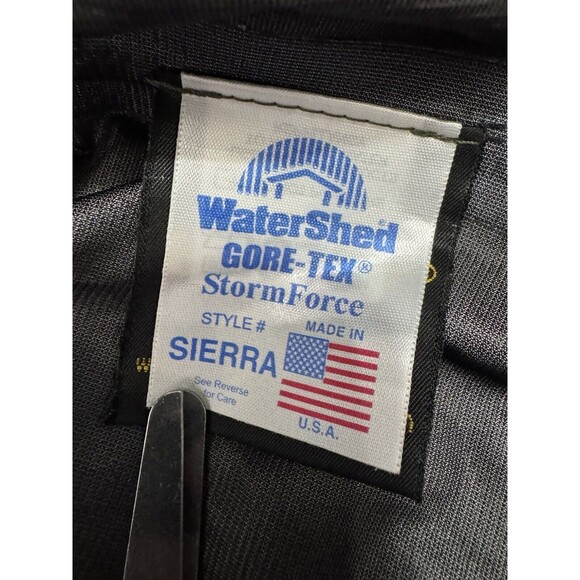 WaterShed®
GORE-TEX®
StormForce
STYLE # MADE IN
SIERRA
See Reverse
for Care
U.S.A.